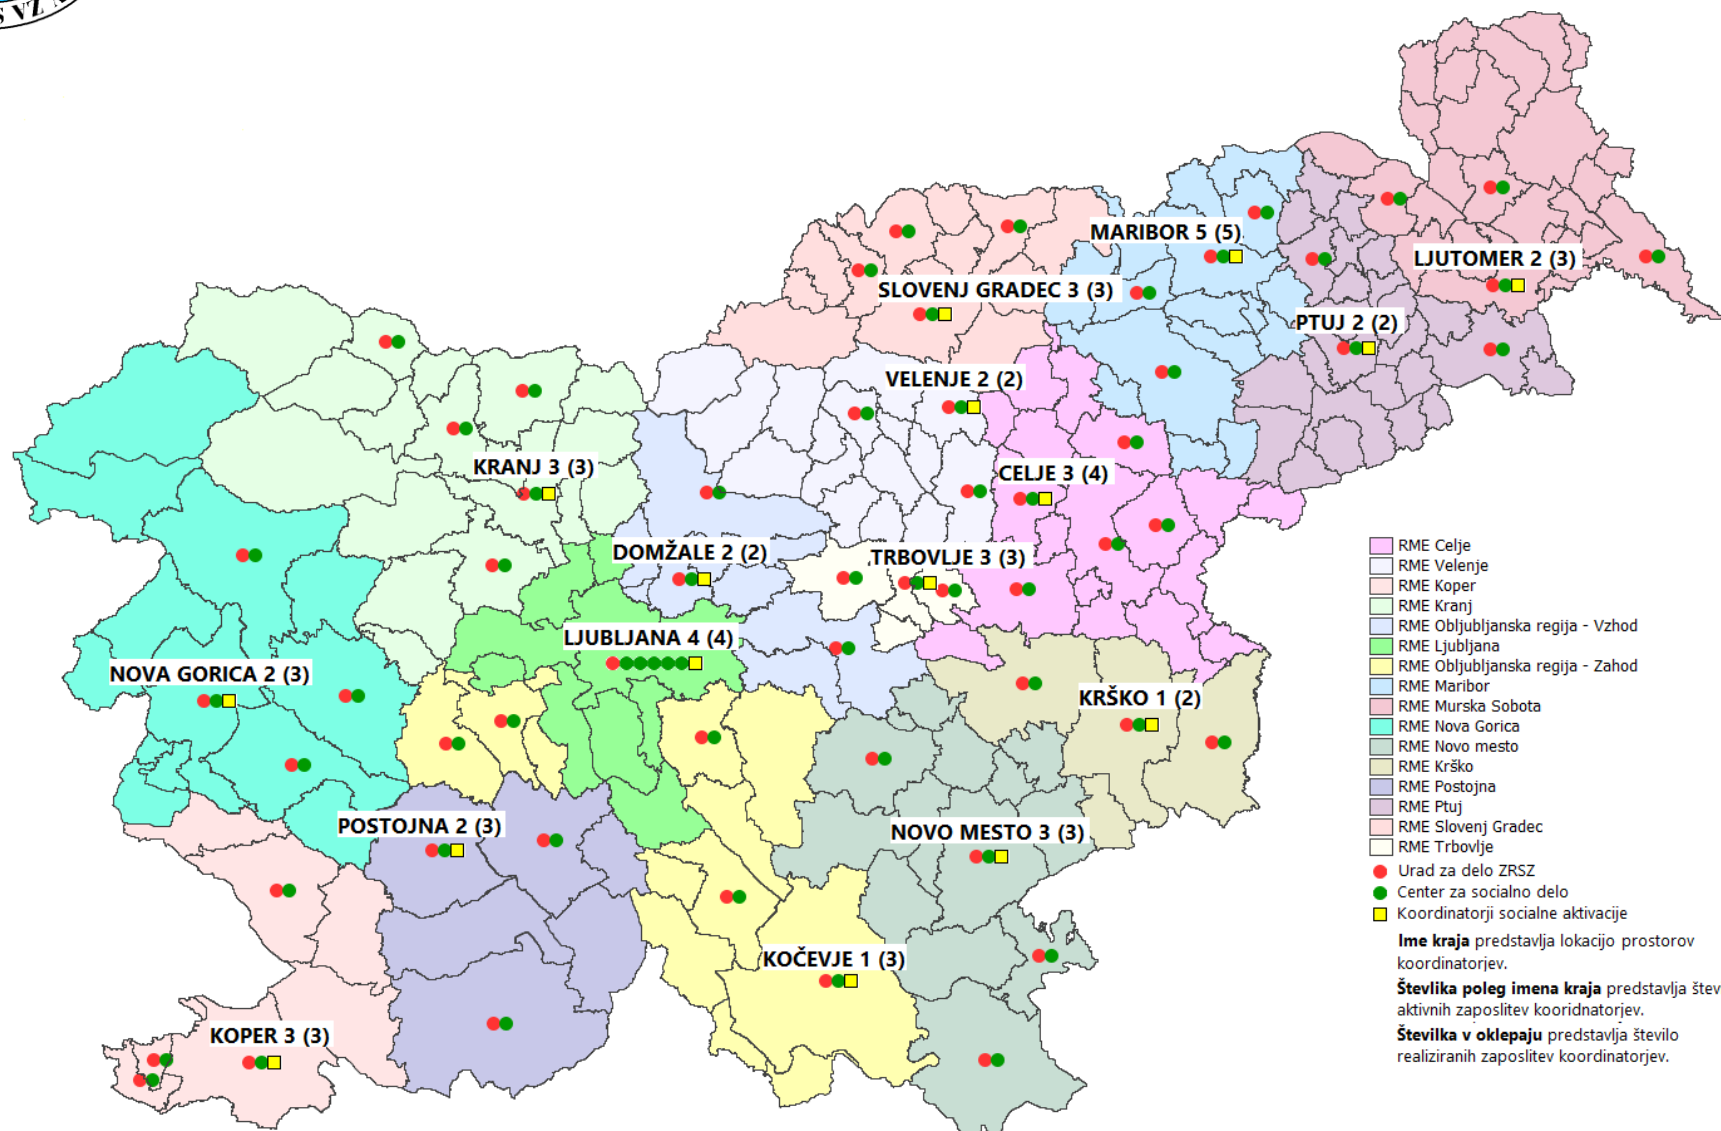 S VZ
MARIBOR 5 (5)
LJUTOMER 2 (3)
SLOVENJ GRADEC 3 (3)
PTUJ 2 (2)
VELENJE 2 (2)
KRANJ 3 (3)
CELJE 3 (4)
DOMŽALE 2 (2)
TRBOVLJE 3 (3)
LJUBLJANA 4 (4)
NOVA GORICA 2 (3)
KRŠKO 1 (2)
POSTOJNA 2 (3)
NOVO MESTO 3 (3)
KOČEVJE 1 (3)
KOPER 3 (3)
RME Celje
RME Velenje
RME Koper
RME Kranj
RME Obljubljanska regija - Vzhod
RME Ljubljana
RME Obljubljanska regija - Zahod
RME Maribor
RME Murska Sobota
RME Nova Gorica
RME Novo mesto
RME Krško
RME Postojna
RME Ptuj
RME Slovenj Gradec
RME Trbovlje
Urad za delo ZRSZ
Center za socialno delo
Koordinatorji socialne aktivacije
Ime kraja predstavlja lokacijo prostorov
koordinatorjev.
Števlika poleg imena kraja predstavlja štev
aktivnih zaposlitev kooridnatorjev.
Številka v oklepaju predstavlja število
realiziranih zaposlitev koordinatorjev.